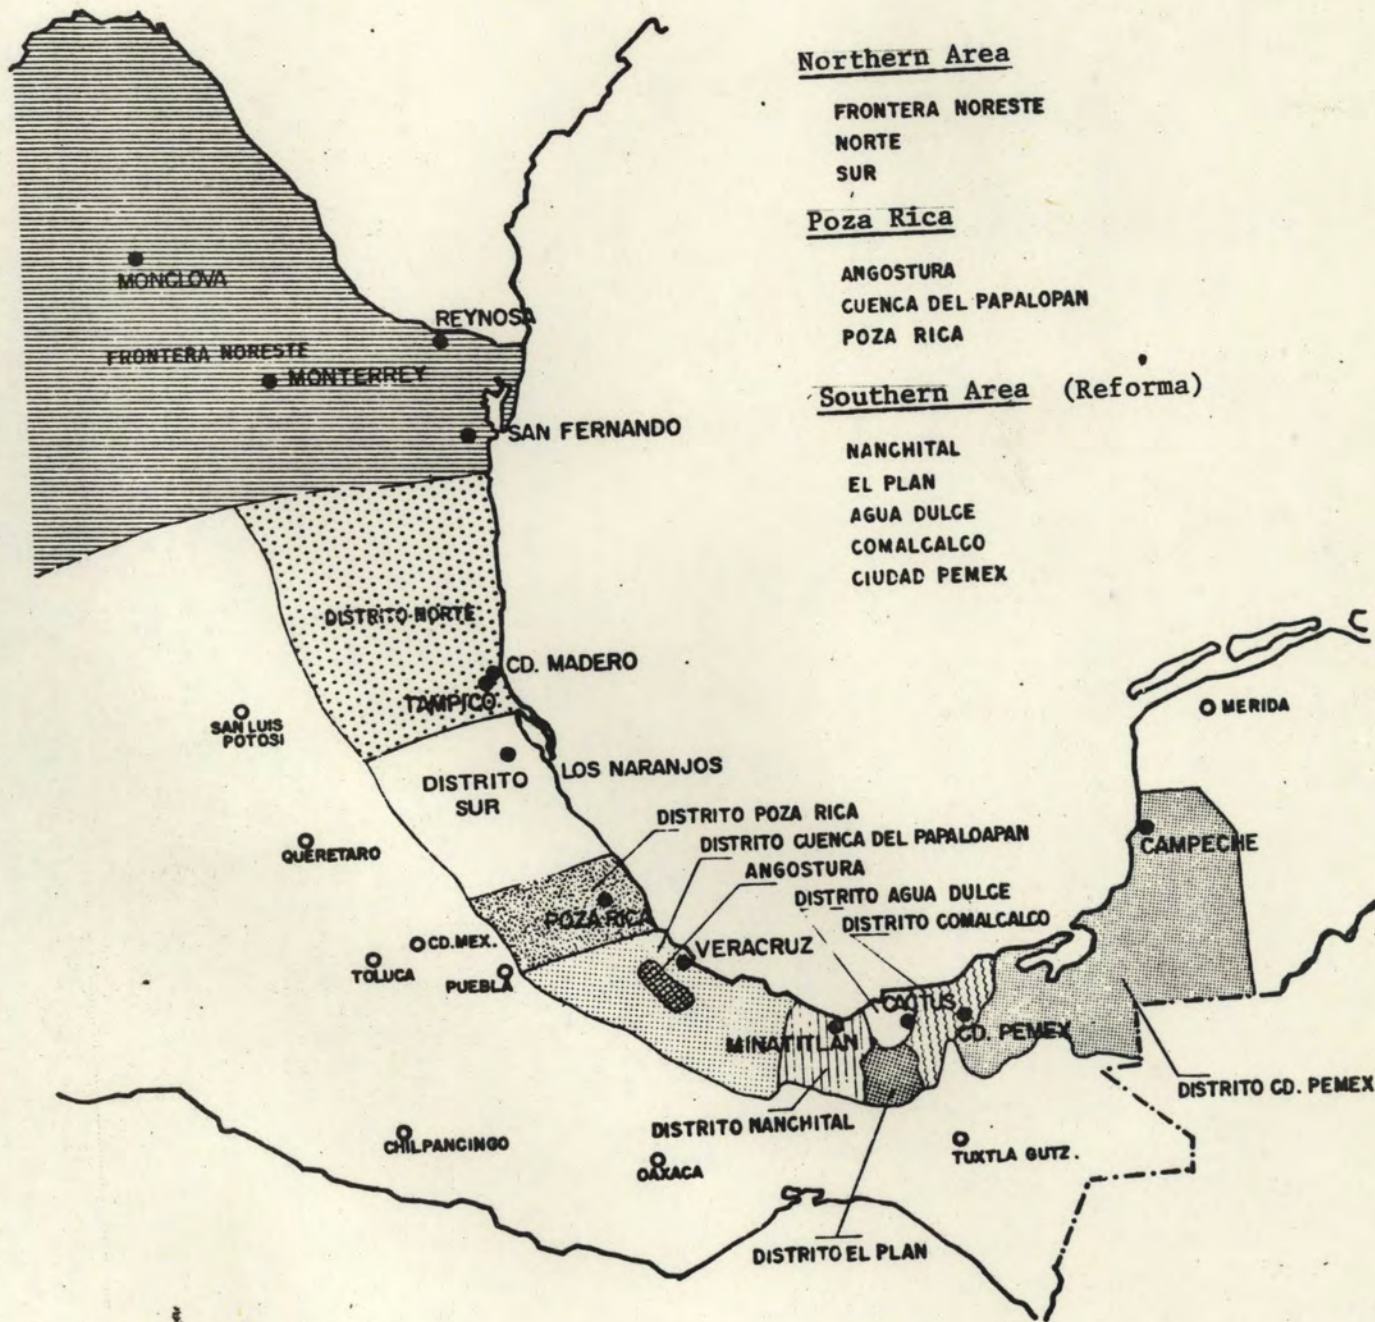 Northern Area
FRONTERA NORESTE
NORTE
SUR
Poza Rica
ANGOSTURA
CUENCA DEL PAPALOPAN
POZA RICA
Southern Area (Reforma)
NANCHITAL
EL PLAN
AGUA DULCE
COMALCALCO
CIUDAD PEMEX
MONCLOVA
REYNOSA
FRONTERA NORESTE
MONTERREY
SAN FERNANDO
DISTRITO NORTE
CD. MADERO
TAMPICO
SAN LUIS
POTOSI
MERIDA
LOS NARANJOS
DISTRITO
SUR
DISTRITO POZA RICA
DISTRITO CUENCA DEL PAPALOAPAN
ANGOSTURA
DISTRITO AGUA DULCE
DISTRITO COMALCALCO
QUERETARO
CAMPECHE
POZA RICA
CD. MEX.
VERACRUZ
TOLUCA
PUEBLA
CACTUS
MINATITLAN
CD. PEMEX
DISTRITO CD. PEMEX
DISTRITO NANCHITAL
CHILPANCINGO
OAXACA
TUXTLA GUTZ.
DISTRITO EL PLAN